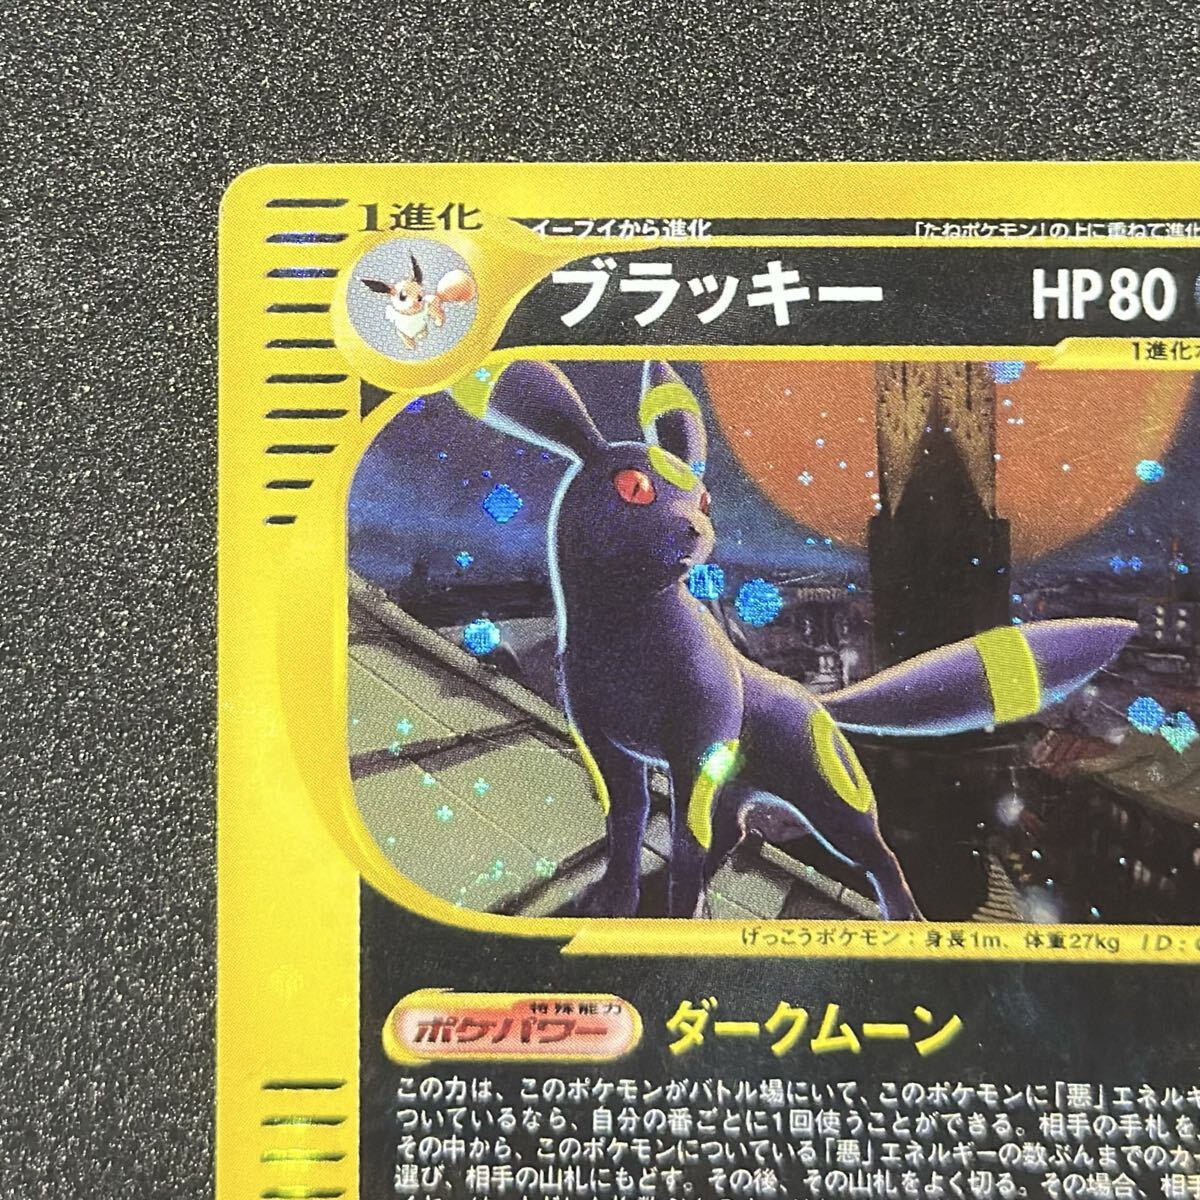 1進化
イーブイから進化
「たねポケモン」の上に重ねて進化
ブラッキー HP80
1進化
げっこうポケモン：身長1m、体重27kg ID：
特殊能力
ポケパワー
ダークムーン
この力は、このポケモンがバトル場にいて、このポケモンに「悪」エネルギ
ついているなら、自分の番ごとに1回使うことができる。相手の手札を
その中から、このポケモンについている「悪」エネルギーの数ぶんまでのカー
選び、相手の山札にもどす。その後、その山札をよく切る。その場合、相手